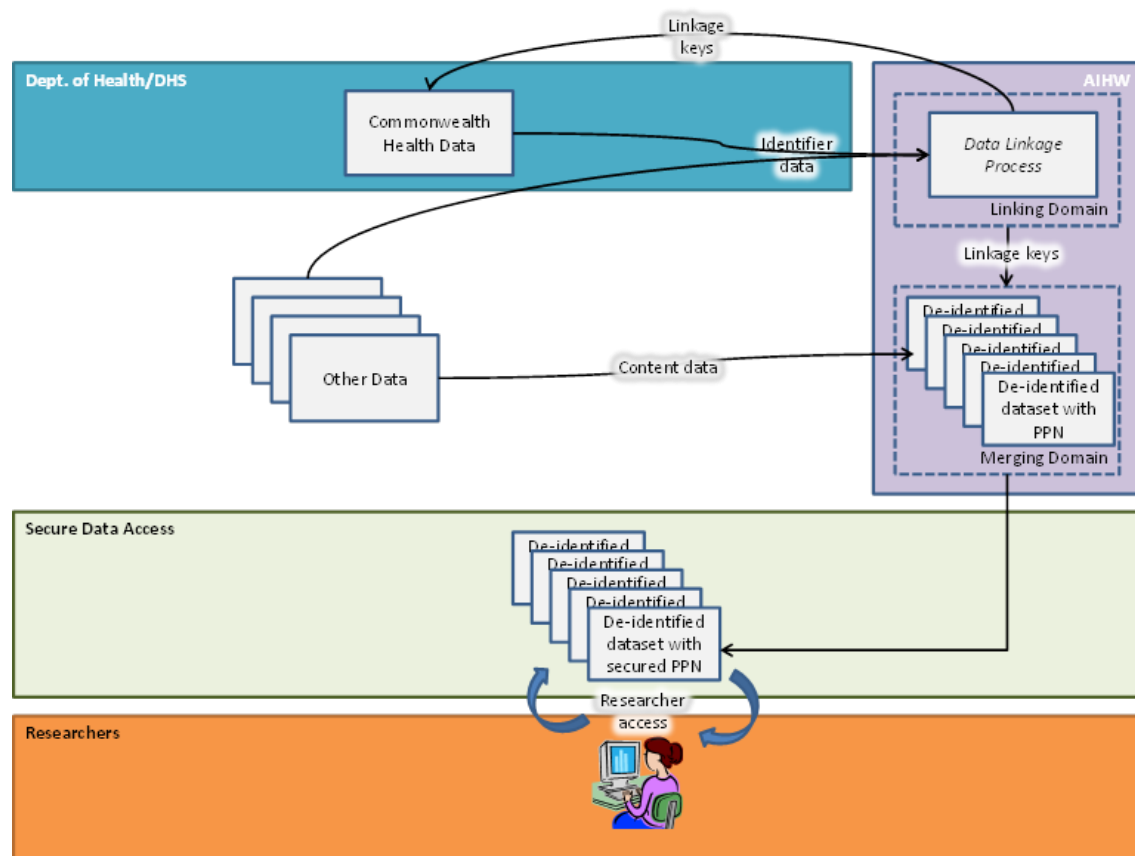 Linkage
keys
Dept. of Health/DHS
AIHW
Commonwealth
Health Data
Identifier
data
Data Linkage
Process
Linking Domain
Linkage keys
De-identified
De-identified
De-identified
De-identified
De-identified
dataset with
PPN
Merging Domain
Other Data
Content data
Secure Data Access
De-identified
De-identified
De-identified
De-identified
De-identified
dataset with
secured PPN
Researcher
access
Researchers